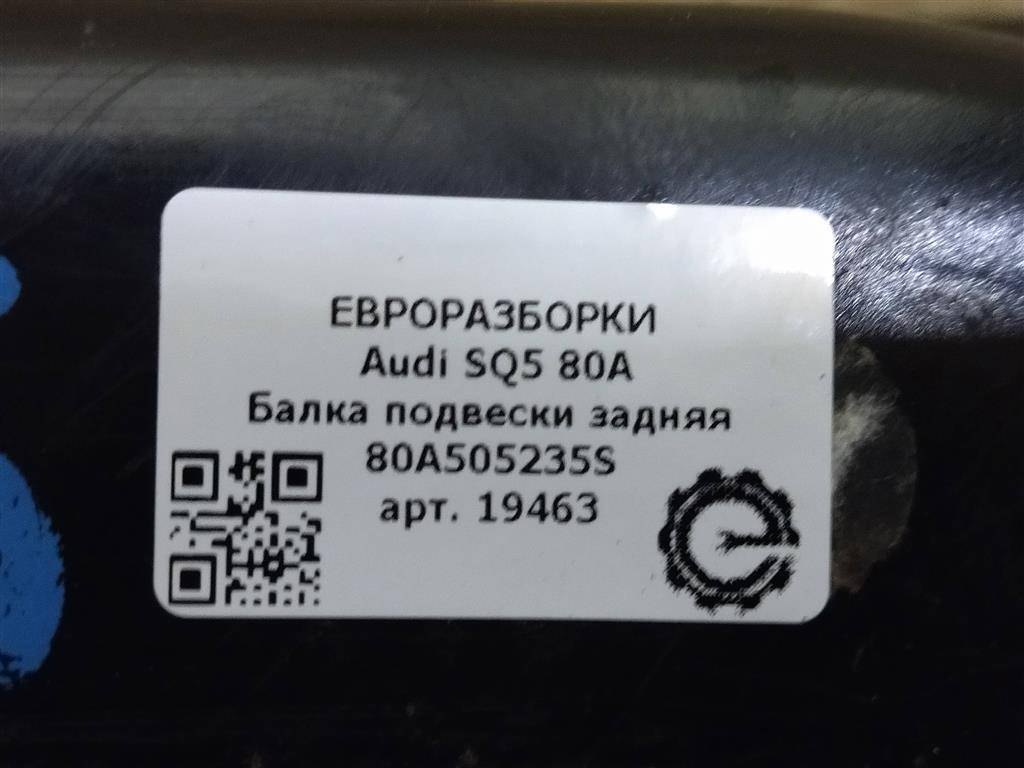 ЕВРОРАЗБОРКИ
Audi SQ5 80A
Балка подвески задняя
80A505235S
арт. 19463